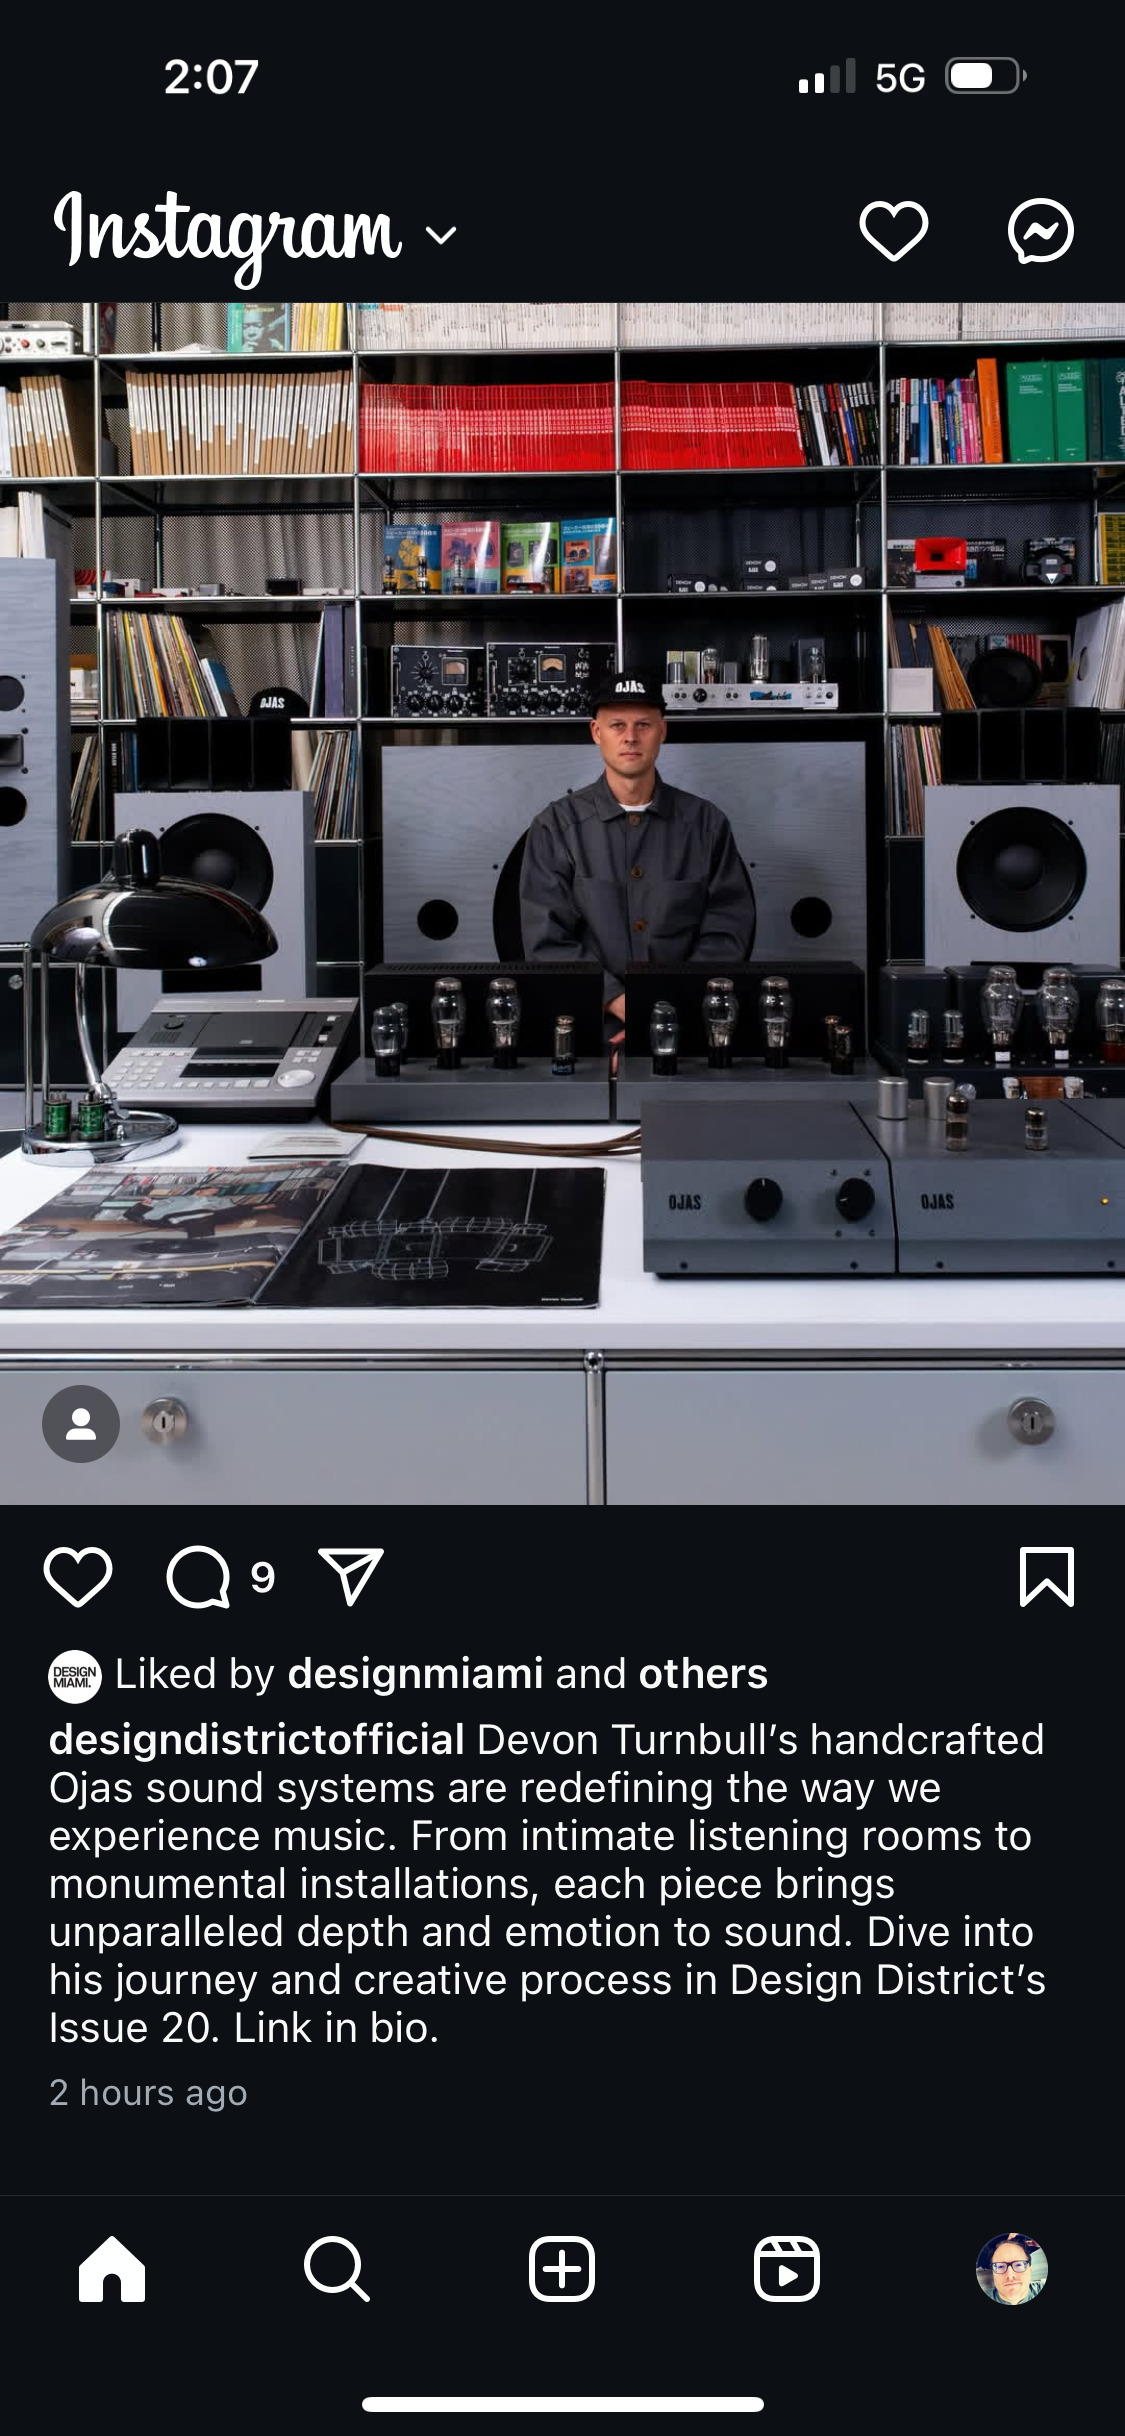 2:07
5G
Instagram
OJAS
OJAS
OJAS
OJAS
9
DESIGN
MIAMI.
Liked by designmiami and others
designdistrictofficial Devon Turnbull’s handcrafted
Ojas sound systems are redefining the way we
experience music. From intimate listening rooms to
monumental installations, each piece brings
unparalleled depth and emotion to sound. Dive into
his journey and creative process in Design District’s
Issue 20. Link in bio.
2 hours ago